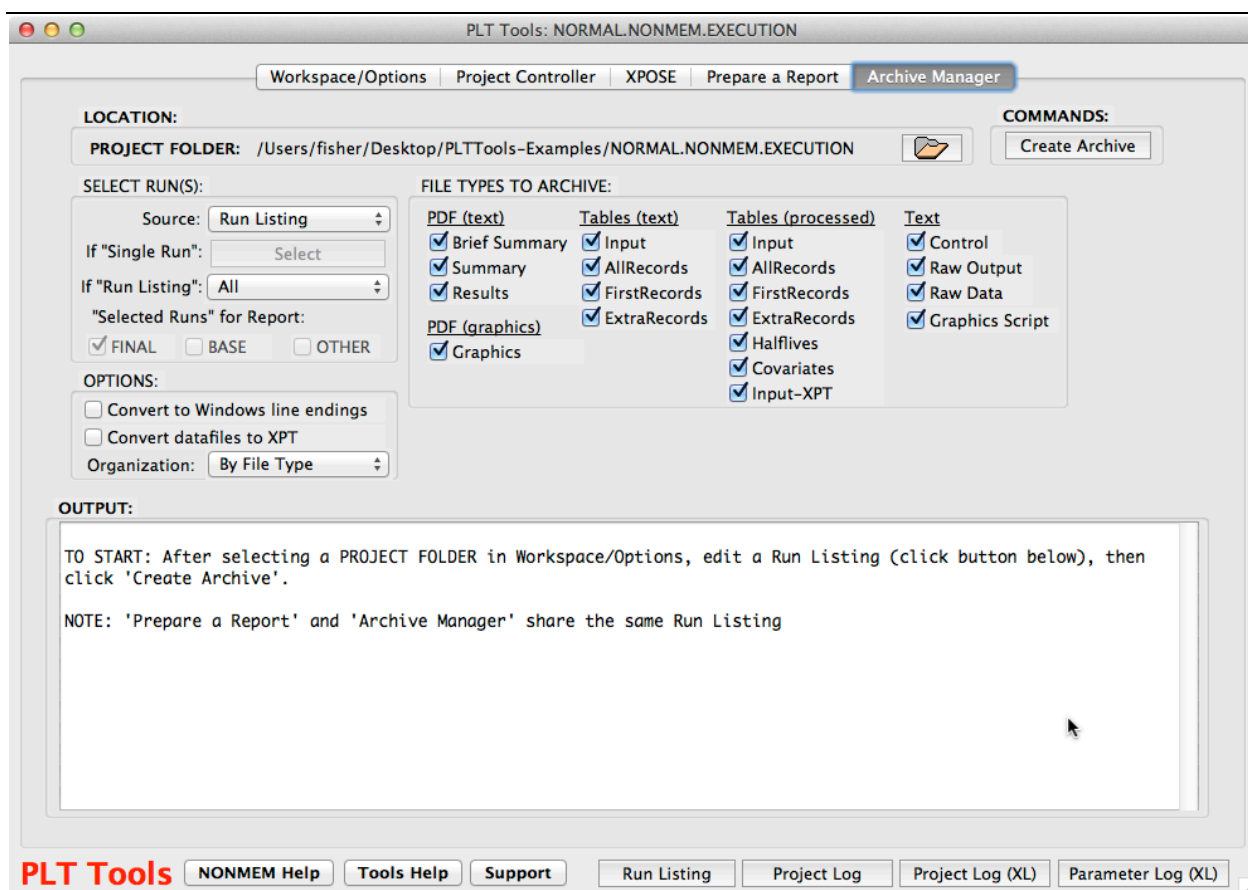 PLT Tools: NORMAL.NONMEM.EXECUTION
Workspace/Options Project Controller XPOSE Prepare a Report Archive Manager
LOCATION:
PROJECT FOLDER: /Users/fisher/Desktop/PLTTools-Examples/NORMAL.NONMEM.EXECUTION
COMMANDS:
Create Archive
SELECT RUN(S):
Source: Run Listing
If "Single Run": Select
If "Run Listing": All
"Selected Runs" for Report:
FINAL BASE OTHER
OPTIONS:
Convert to Windows line endings
Convert datafiles to XPT
Organization: By File Type
FILE TYPES TO ARCHIVE:
PDF (text)
Brief Summary
Summary
Results
PDF (graphics)
Graphics
Tables (text)
Input
AllRecords
FirstRecords
ExtraRecords
Tables (processed)
Input
AllRecords
FirstRecords
ExtraRecords
Halflives
Covariates
Input-XPT
Text
Control
Raw Output
Raw Data
Graphics Script
OUTPUT:
TO START: After selecting a PROJECT FOLDER in Workspace/Options, edit a Run Listing (click button below), then
click 'Create Archive'.
NOTE: 'Prepare a Report' and 'Archive Manager' share the same Run Listing
PLT Tools NONMEM Help Tools Help Support Run Listing Project Log Project Log (XL) Parameter Log (XL)